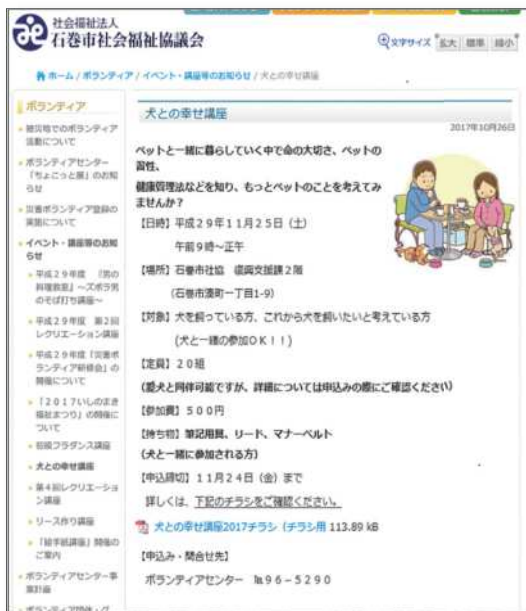 社会福祉法人
石巻市社会福祉協議会
文字サイズ 拡大 標準 縮小
ホーム / ボランティア / イベント・講座等のお知らせ / 犬との幸せ講座
ボランティア
被災地でのボランティア
活動について
ボランティアセンター
「ちょこっと展」のお知
らせ
災害ボランティア登録の
実施について
イベント・講座等のお知
らせ
平成29年度 「男の
料理教室」~ズボラ男
のそば打ち講座~
平成29年度 第2回
レクリエーション講座
平成29年度「災害ボ
ランティア研修会」の
開催について
「2017いしのまき
福祉まつり」の開催に
ついて
初級フラダンス講座
犬との幸せ講座
第4回レクリエーショ
ン講座
リース作り講座
「絵手紙講座」開催の
ご案内
ボランティアセンター事
業計画
犬との幸せ講座
2017年10月26日
ペットと一緒に暮らしていく中で命の大切さ、ペットの
習性、
健康管理法などを知り、もっとペットのことを考えてみ
ませんか?
【日時】平成29年11月25日(土)
午前9時~正午
【場所】石巻市社協 復興支援課2階
(石巻市湊町一丁目1-9)
【対象】犬を飼っている方、これから犬を飼いたいと考えている方
(犬と一緒の参加OK!!)
【定員】20組
(愛犬と同伴可能ですが、詳細については申込みの際にご確認ください)
【参加費】500円
【持ち物】筆記用具、リード、マナーベルト
(犬と一緒に参加される方)
【申込締切】11月24日(金)まで
詳しくは、下記のチラシをご確認ください。
犬との幸せ講座2017チラシ(チラシ用 113.89 kB
【申込み・問合せ先】
ボランティアセンター ℡96-5290